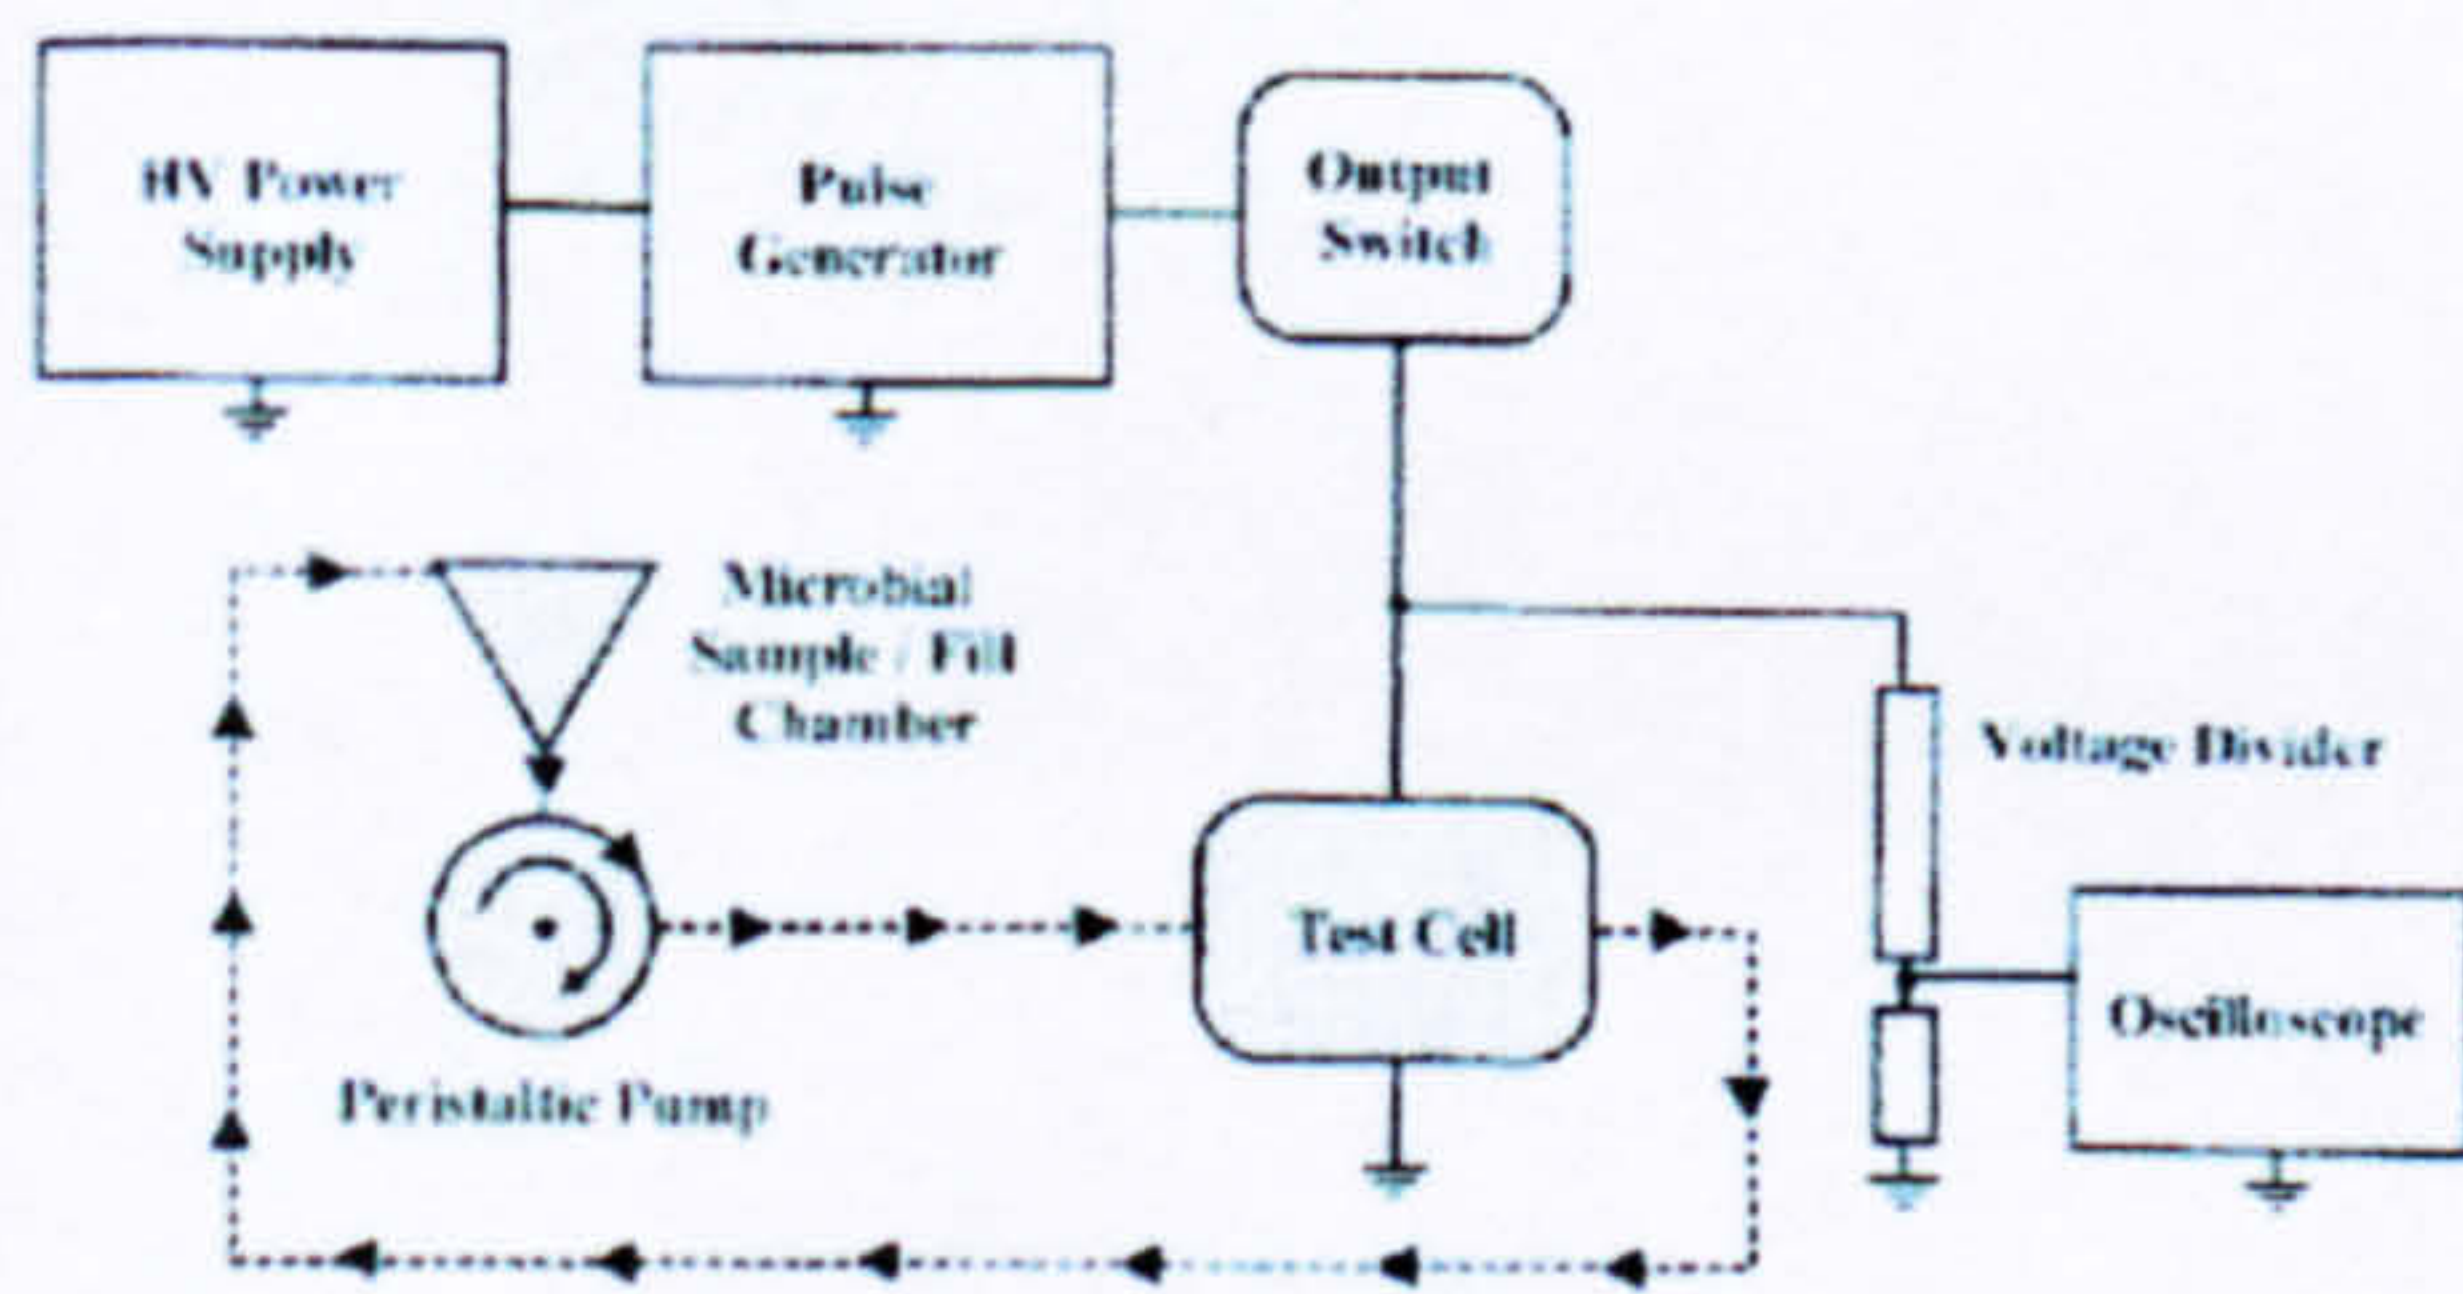 HV Power
Supply
Pulse
Generator
Output
Switch
Microbial
Sample / Fill
Chamber
Voltage Divider
Test Cell
Oscilloscope
Peristaltic Pump